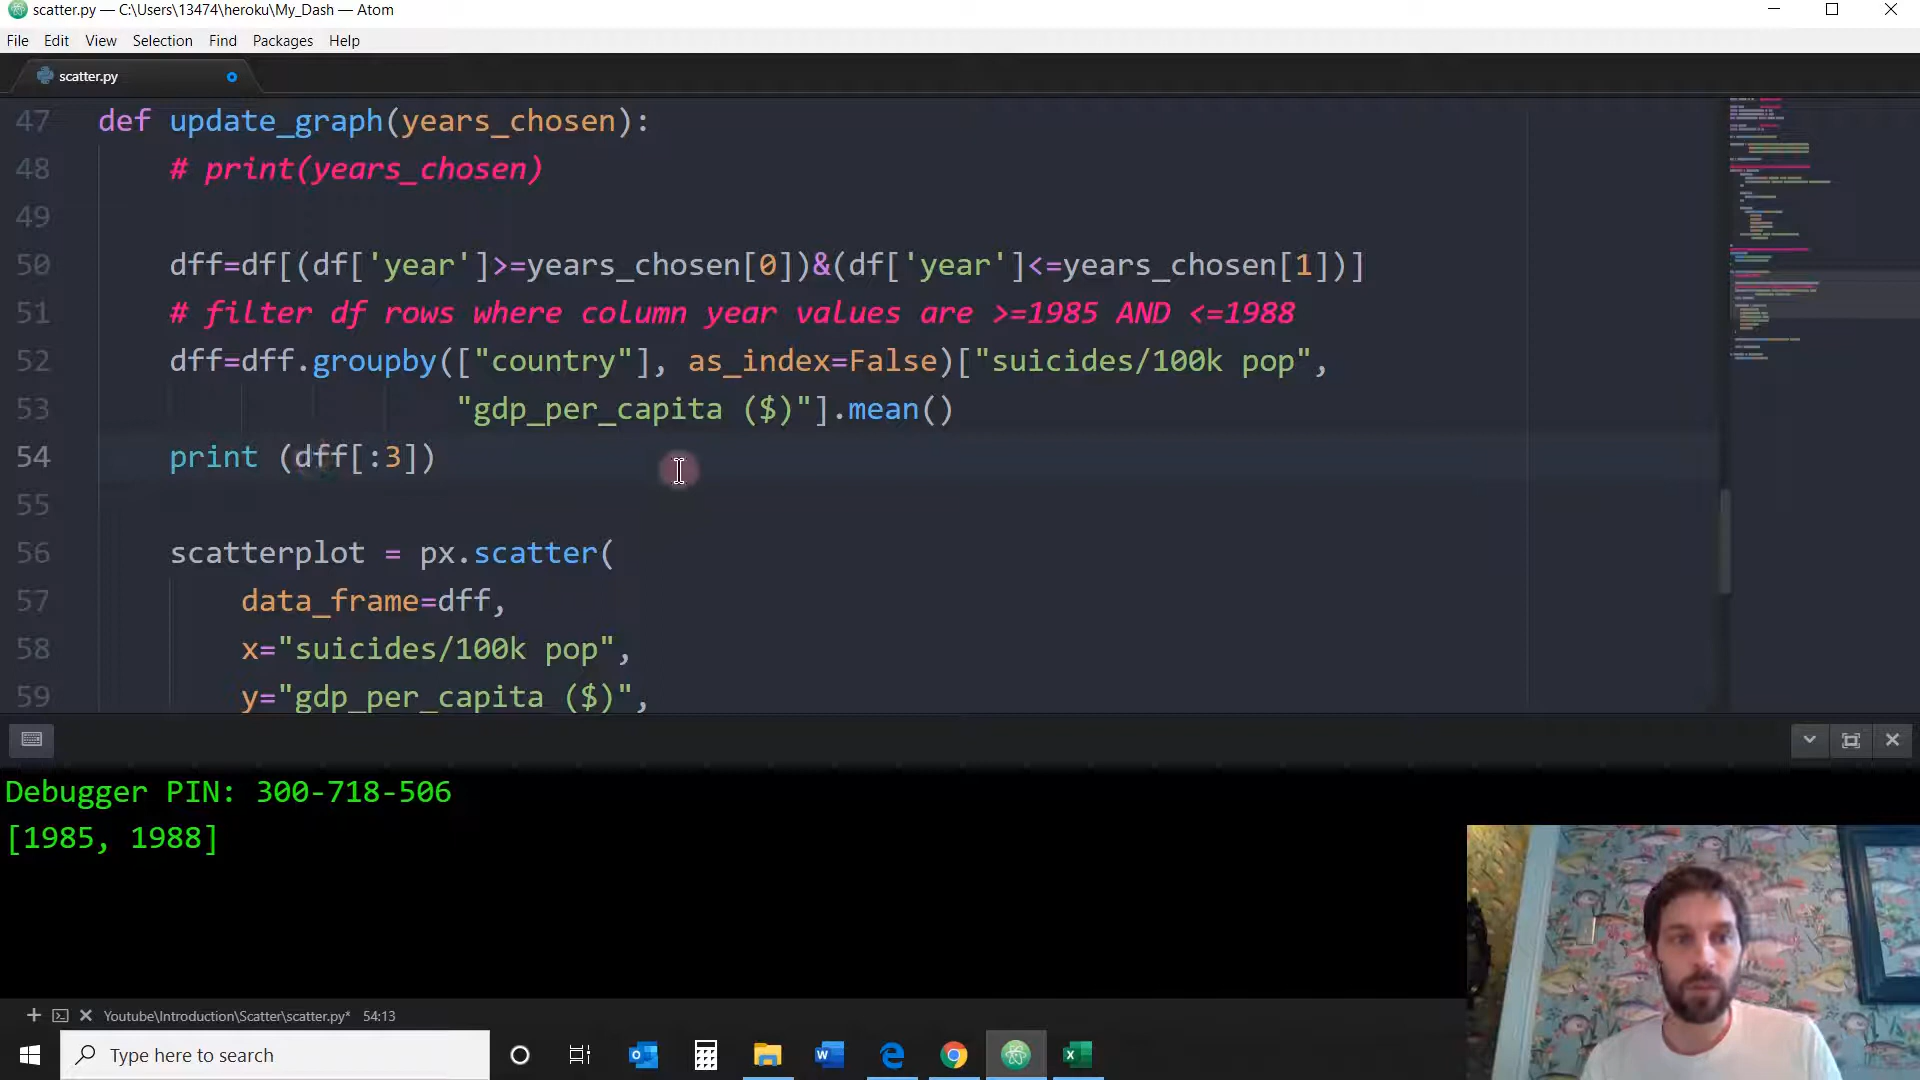 scatter.py — C:\Users\13474\heroku\My_Dash — Atom
File Edit View Selection Find Packages Help
scatter.py
47 def update_graph(years_chosen):
48 # print(years_chosen)
49
50 dff=df[(df['year']>=years_chosen[0])&(df['year']<=years_chosen[1])]
51 # filter df rows where column year values are >=1985 AND <=1988
52 dff=dff.groupby(["country"], as_index=False)["suicides/100k pop",
53 "gdp_per_capita ($)"].mean()
54 print (dff[:3])
55
56 scatterplot = px.scatter(
57 data_frame=dff,
58 x="suicides/100k pop",
59 y="gdp_per_capita ($)",
Debugger PIN: 300-718-506
[1985, 1988]
Youtube\Introduction\Scatter\scatter.py* 54:13
Type here to search